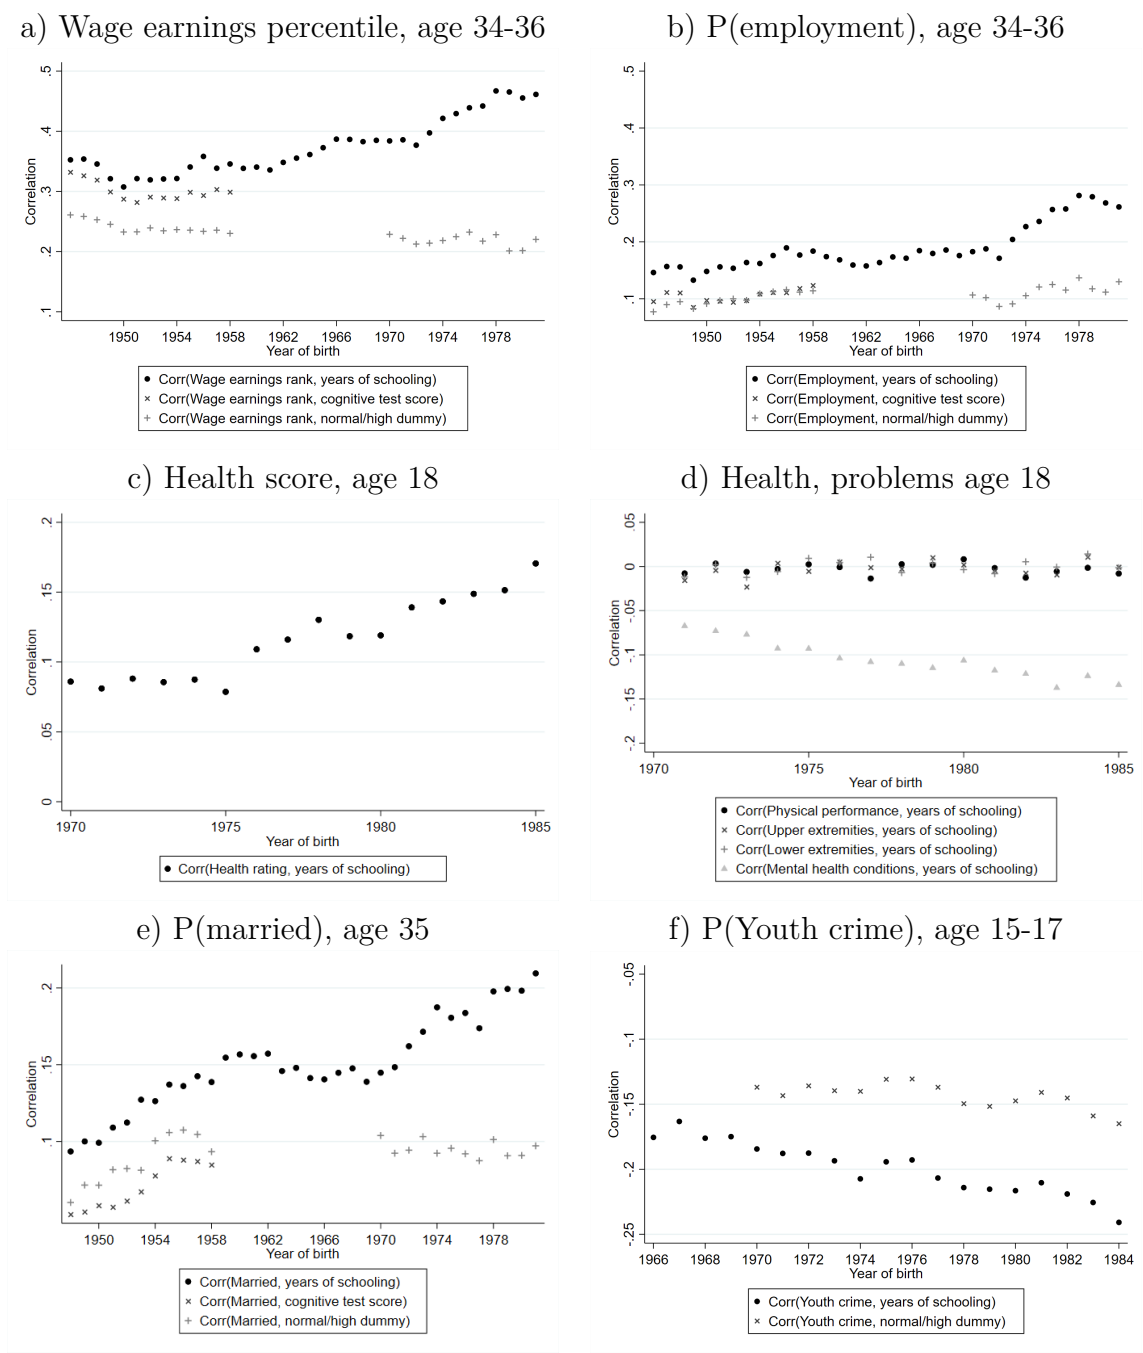 a) Wage earnings percentile, age 34-36
.5
.4
.3
.2
.1
Correlation
1950 1954 1958 1962 1966 1970 1974 1978
Year of birth
Corr(Wage earnings rank, years of schooling)
Corr(Wage earnings rank, cognitive test score)
Corr(Wage earnings rank, normal/high dummy)
b) P(employment), age 34-36
.5
.4
.3
.2
.1
Correlation
1950 1954 1958 1962 1966 1970 1974 1978
Year of birth
Corr(Employment, years of schooling)
Corr(Employment, cognitive test score)
Corr(Employment, normal/high dummy)
c) Health score, age 18
.2
.15
.1
.05
0
Correlation
1970 1975 1980 1985
Year of birth
Corr(Health rating, years of schooling)
d) Health, problems age 18
.05
0
-.05
-.1
-.15
-.2
Correlation
1970 1975 1980 1985
Year of birth
Corr(Physical performance, years of schooling)
Corr(Upper extremities, years of schooling)
Corr(Lower extremities, years of schooling)
Corr(Mental health conditions, years of schooling)
e) P(married), age 35
.2
.15
.1
Correlation
1950 1954 1958 1962 1966 1970 1974 1978
Year of birth
Corr(Married, years of schooling)
Corr(Married, cognitive test score)
Corr(Married, normal/high dummy)
f) P(Youth crime), age 15-17
-.05
-.1
-.15
-.2
-.25
Correlation
1966 1968 1970 1972 1974 1976 1978 1980 1982 1984
Year of birth
Corr(Youth crime, years of schooling)
Corr(Youth crime, normal/high dummy)